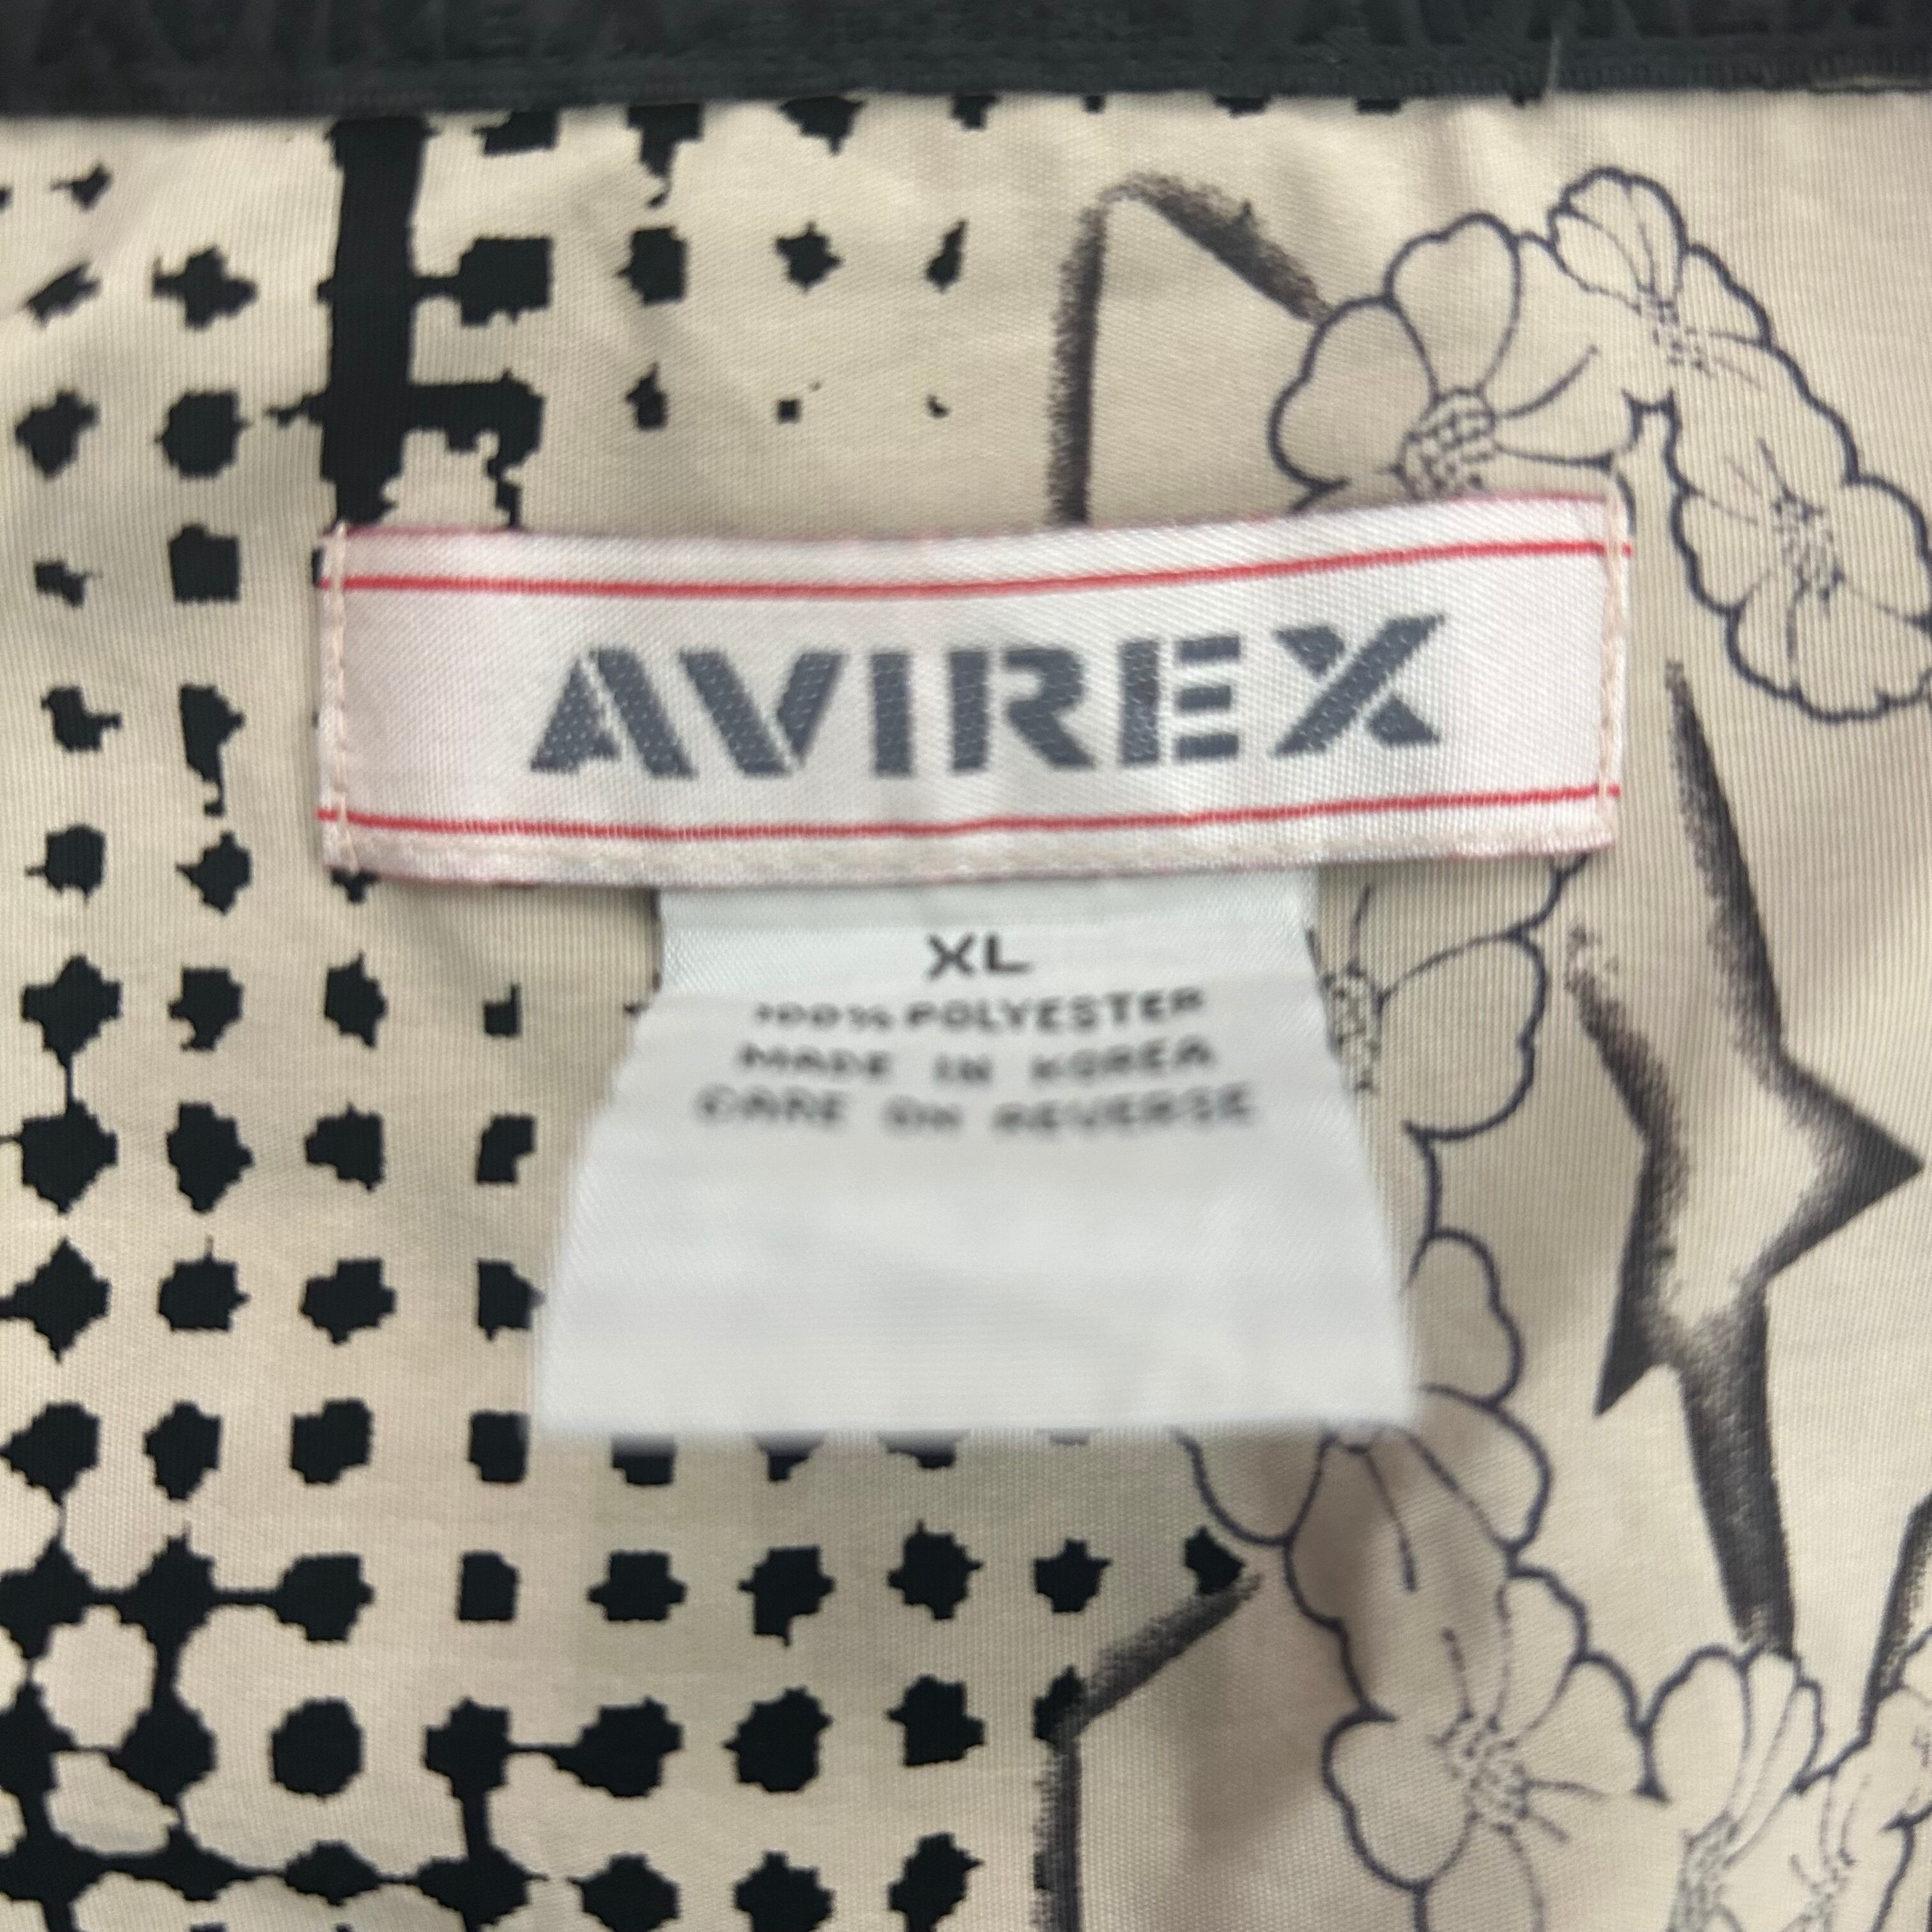 AVIREX
XL
100% POLYESTER
MADE IN KOREA
CARE ON REVERSE